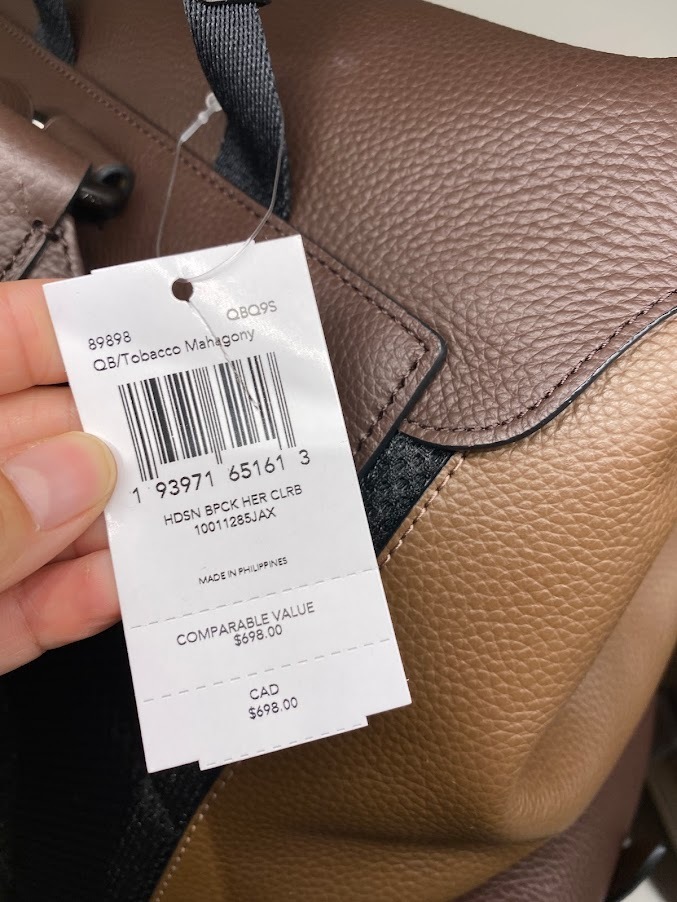 QBQ9S
89898
QB/Tobacco Mahagony
1 93971 65161 3
HDSN BPCK HER CLRB
10011285JAX
MADE IN PHILIPPINES
COMPARABLE VALUE
$698.00
CAD
$698.00